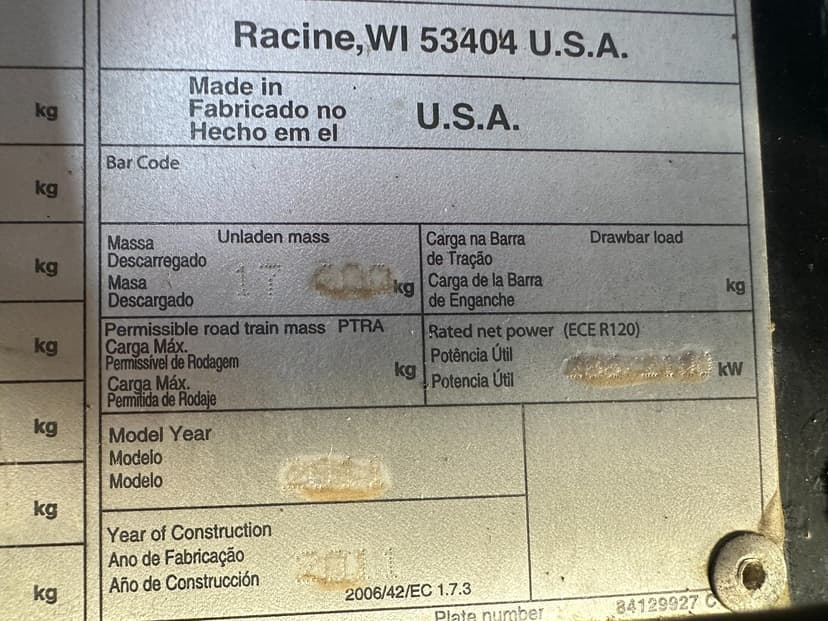 Racine, WI 53404 U.S.A.
Made in
Fabricado no
Hecho em el
U.S.A.
kg
kg
kg
kg
kg
kg
kg
Bar Code
Massa
Descarregado
Masa
Descargado
Unladen mass
kg
Carga na Barra
de Tração
Carga de la Barra
de Enganche
Drawbar load
kg
Permissible road train mass PTRA
Carga Máx.
Permissível de Rodagem
Carga Máx.
Permitida de Rodaje
kg
Rated net power (ECE R120)
Potência Útil
Potencia Útil
kW
Model Year
Modelo
Modelo
Year of Construction
Ano de Fabricação
Año de Construcción
2006/42/EC 1.7.3
Plate number
84129927 C